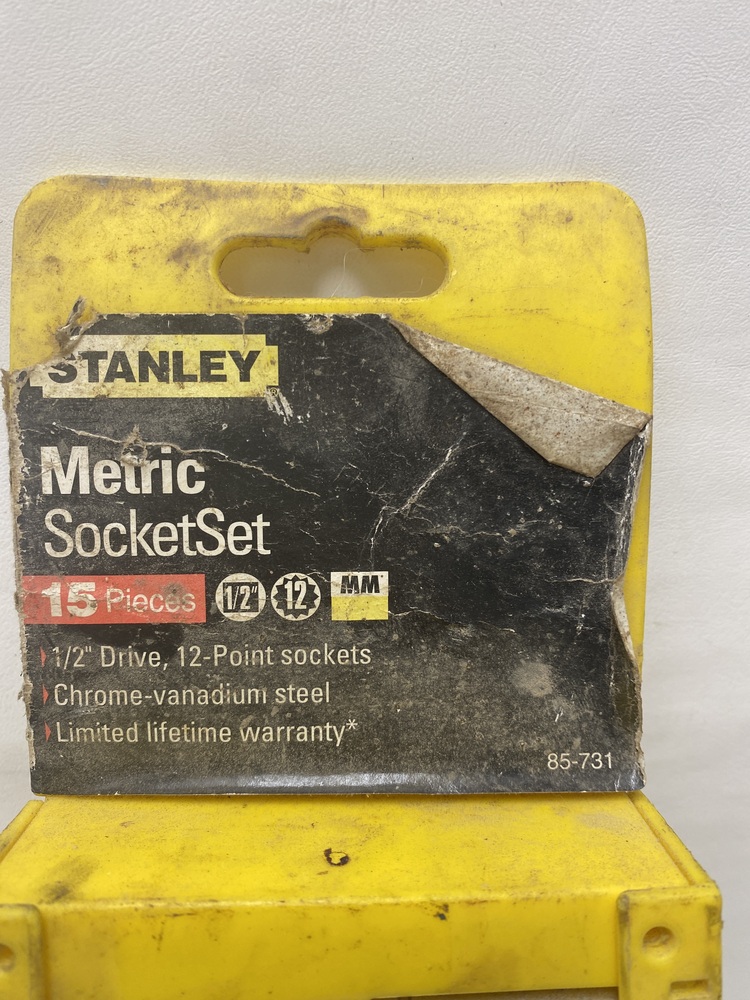 STANLEY
®
Metric
SocketSet
15 Pieces 1/2" 12 MM
1/2" Drive, 12-Point sockets
Chrome-vanadium steel
Limited lifetime warranty*
85-731